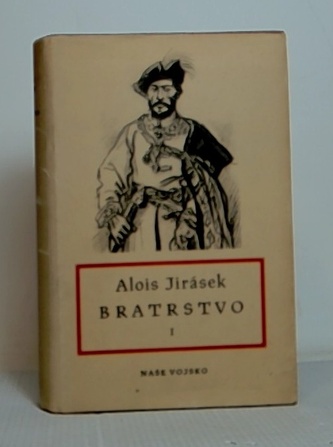 Alois Jirásek
BRATRSTVO
I
NAŠE VOJSKO